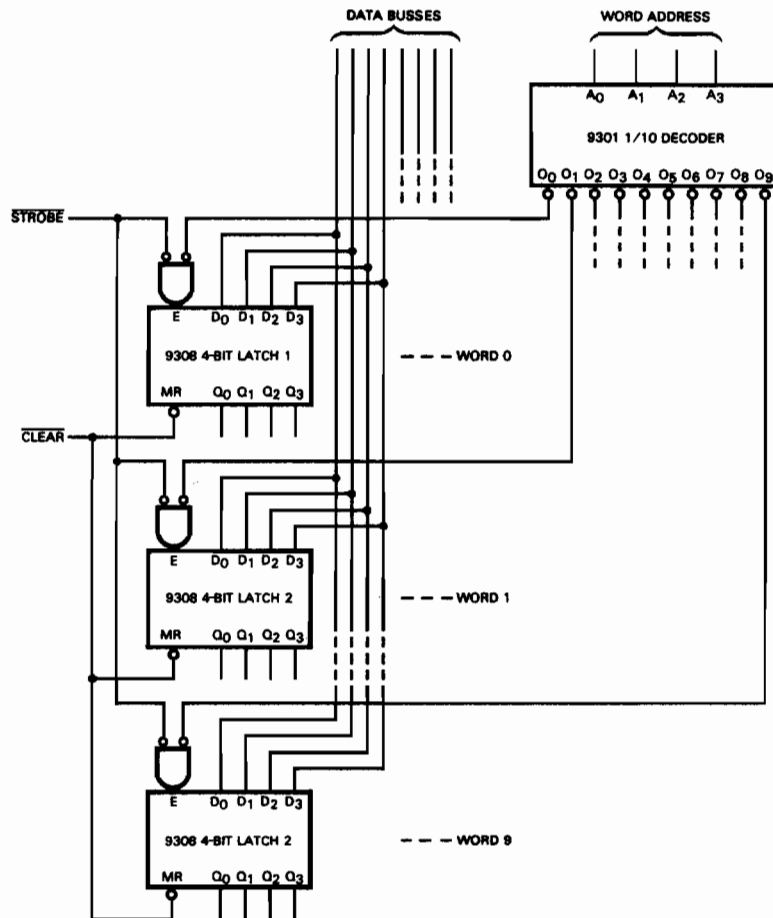 DATA BUSSES
WORD ADDRESS
A0 A1 A2 A3
9301 1/10 DECODER
O0 O1 O2 O3 O4 O5 O6 O7 O8 O9
STROBE
E D0 D1 D2 D3
9308 4-BIT LATCH 1
WORD 0
MR Q0 Q1 Q2 Q3
CLEAR
E D0 D1 D2 D3
9308 4-BIT LATCH 2
WORD 1
MR Q0 Q1 Q2 Q3
E D0 D1 D2 D3
9308 4-BIT LATCH 2
WORD 9
MR Q0 Q1 Q2 Q3